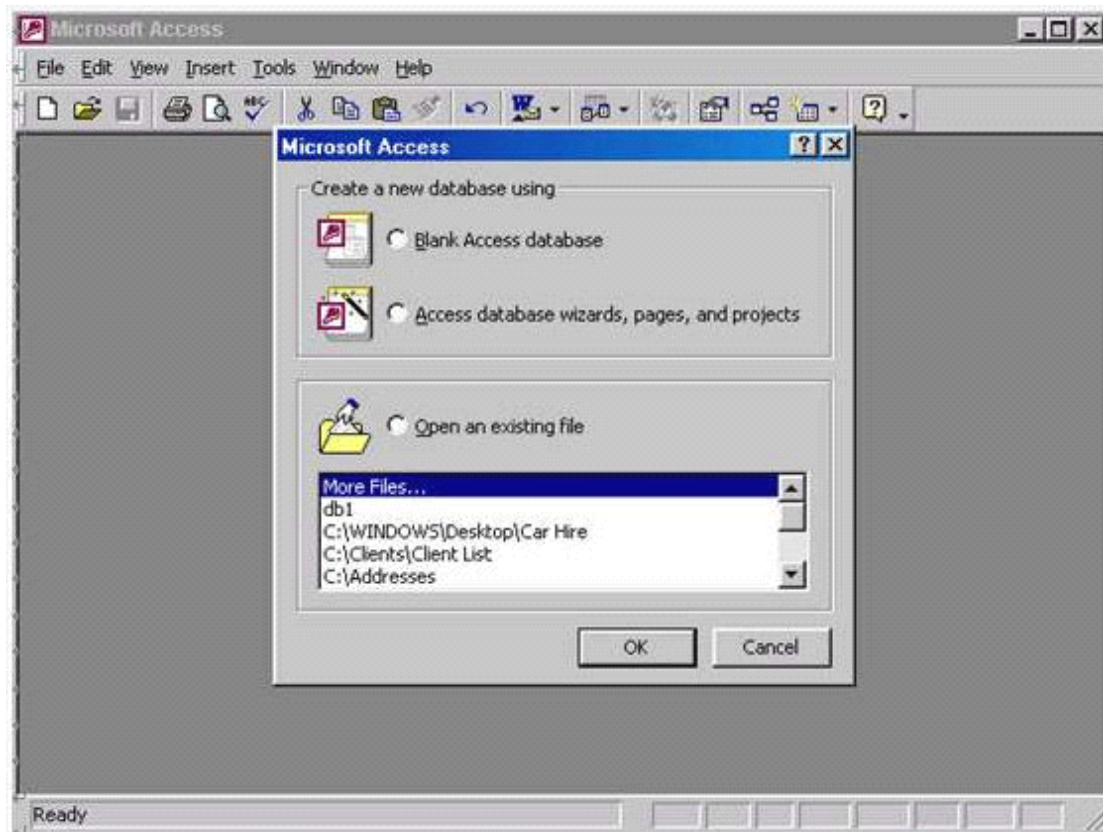 Microsoft Access
File Edit View Insert Tools Window Help
ABC
W
Microsoft Access
Create a new database using
Blank Access database
Access database wizards, pages, and projects
Open an existing file
More Files...
db1
C:\WINDOWS\Desktop\Car Hire
C:\Clients\Client List
C:\Addresses
OK Cancel
Ready